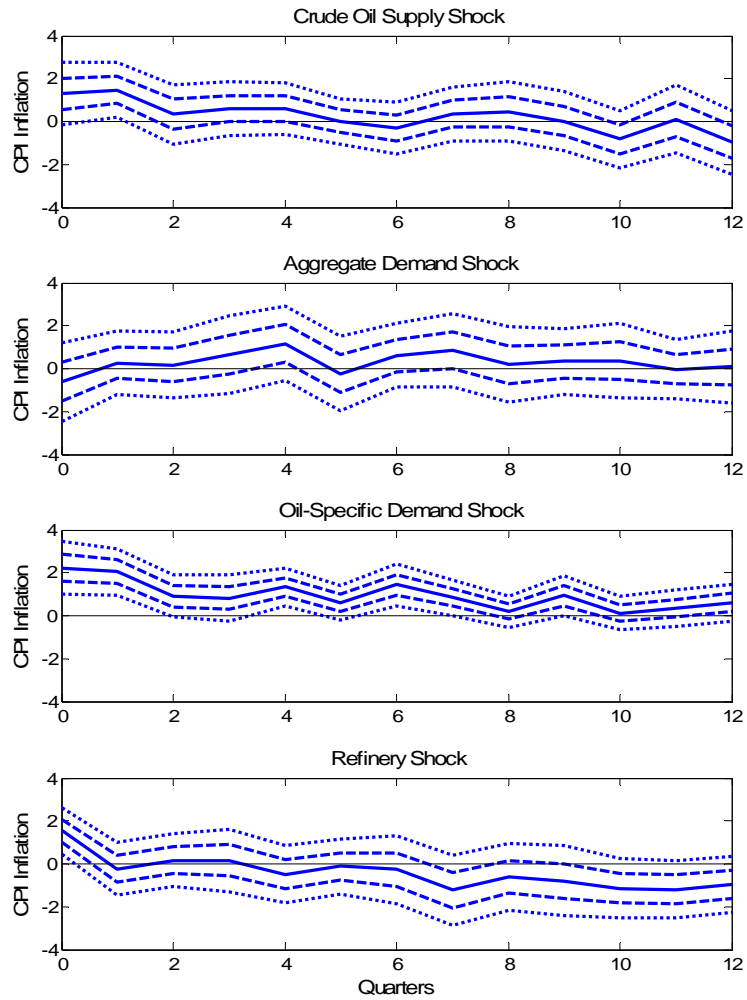 Crude Oil Supply Shock
4
2
0
-2
-4
CPI Inflation
0 2 4 6 8 10 12
Aggregate Demand Shock
4
2
0
-2
-4
CPI Inflation
0 2 4 6 8 10 12
Oil-Specific Demand Shock
4
2
0
-2
-4
CPI Inflation
0 2 4 6 8 10 12
Refinery Shock
4
2
0
-2
-4
CPI Inflation
0 2 4 6 8 10 12
Quarters